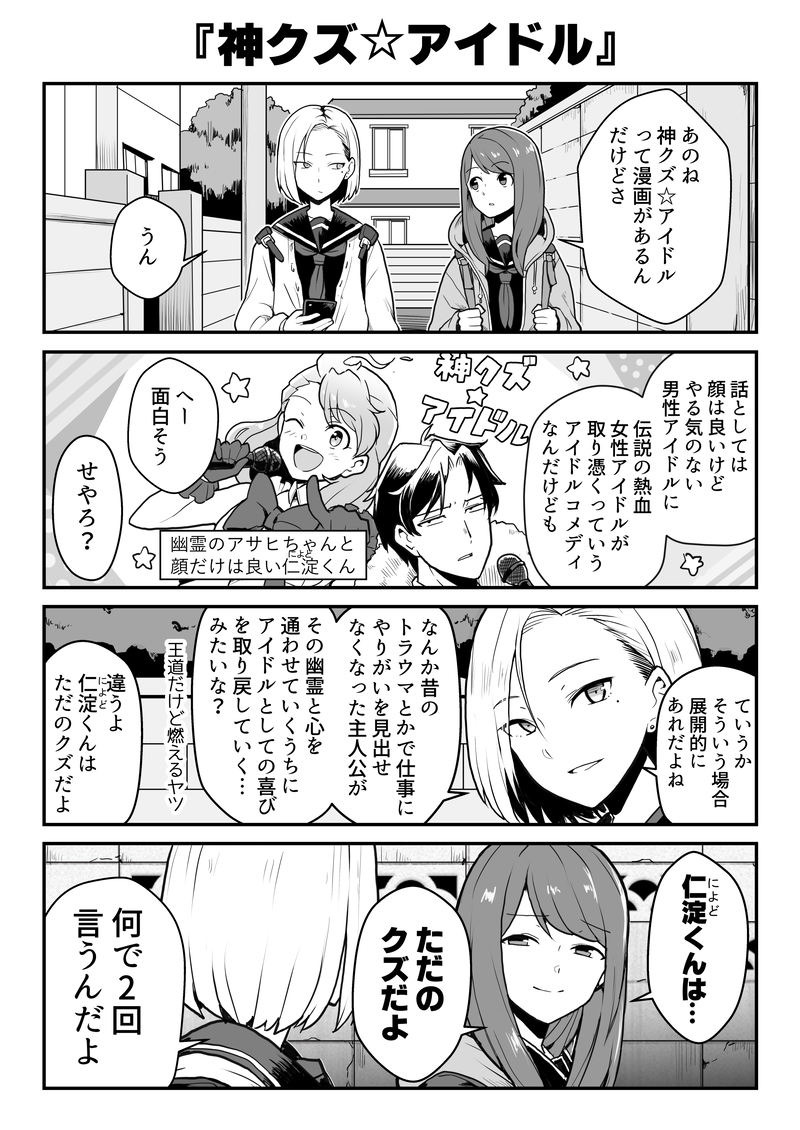 『神クズ☆アイドル』
あのね
神クズ☆アイドル
って漫画があるん
だけどさ
うん
話としては
顔は良いけど
やる気のない
男性アイドルに
伝説の熱血
女性アイドルが
取り憑くっていう
アイドルコメディ
なんだけども
神クズ
☆
アイドル
へー
面白そう
せやろ?
幽霊のアサヒちゃんと
顔だけは良い仁淀くん
によど
ていうか
そういう場合
展開的に
あれだよね
なんか昔の
トラウマとかで仕事に
やりがいを見出せ
なくなった主人公が
その幽霊と心を
通わせていくうちに
アイドルとしての喜び
を取り戻していく…
みたいな?
王道だけど燃えるヤツ
違うよ
仁淀くんは
によど
ただのクズだよ
仁淀くんは…
によど
ただの
クズだよ
何で2回
言うんだよ